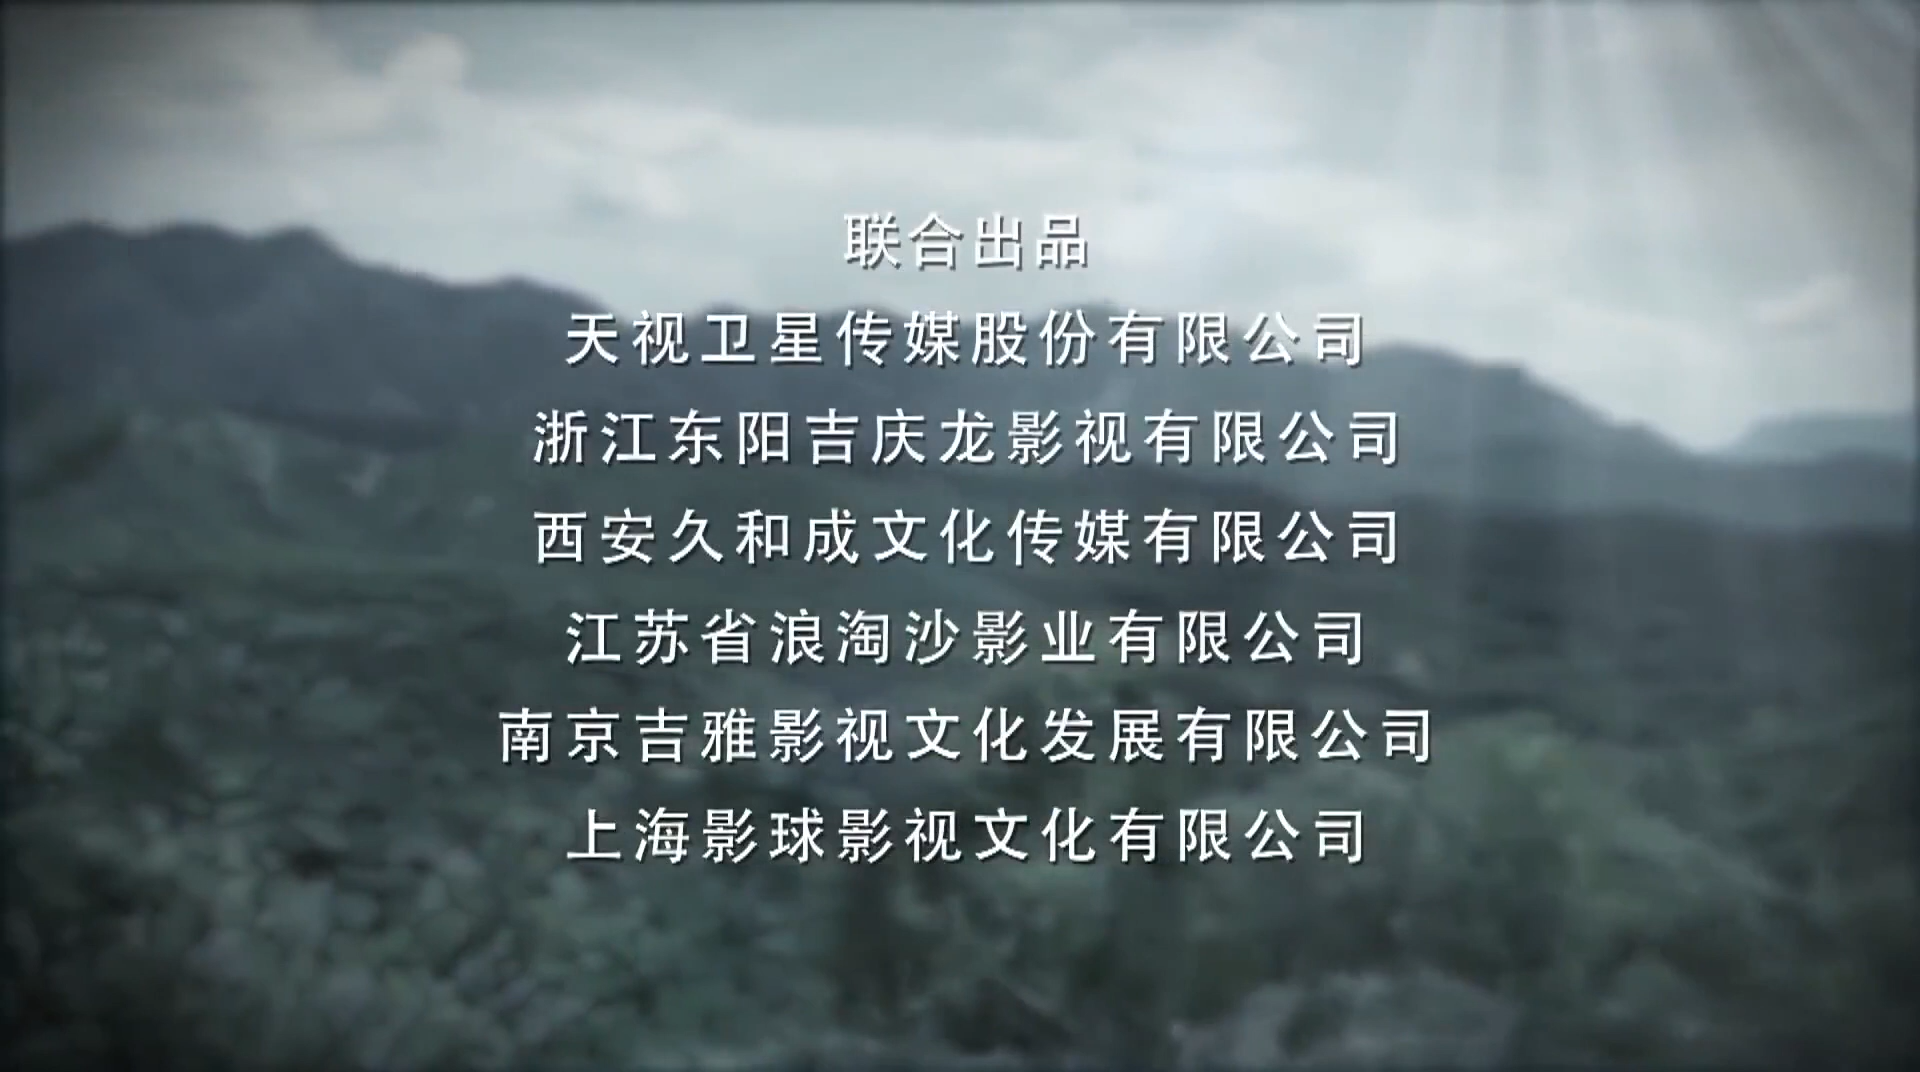 联合出品
天视卫星传媒股份有限公司
浙江东阳吉庆龙影视有限公司
西安久和成文化传媒有限公司
江苏省浪淘沙影业有限公司
南京吉雅影视文化发展有限公司
上海影球影视文化有限公司